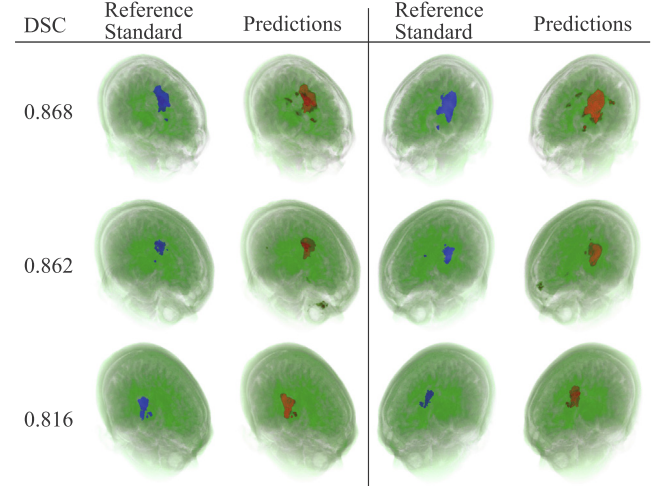 DSC
Reference
Standard
Predictions
Reference
Standard
Predictions
0.868
0.862
0.816